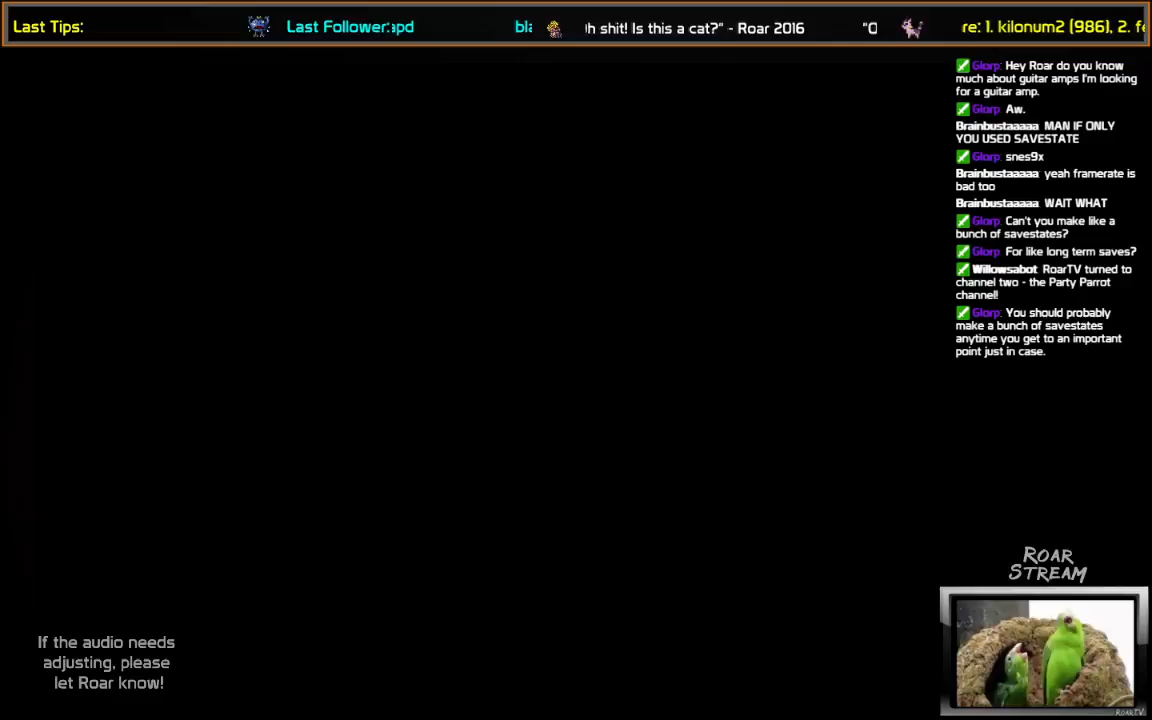 Last Tips:
Last Follower:
bla
h shit! Is this a cat?" - Roar 2016
"O
re: 1. kilonum2 (986), 2. fe
Glorp: Hey Roar do you know
much about guitar amps I'm looking
for a guitar amp.
Glorp: Aw.
Brainbustaaaaa MAN IF ONLY
YOU USED SAVESTATE
Glorp: snes9x
Brainbustaaaaa yeah framerate is
bad too
Brainbustaaaaa WAIT WHAT
Glorp: Can't you make like a
bunch of savestates?
Glorp: For like long term saves?
Willowsabot RoarTV turned to
channel two - the Party Parrot
channel!
Glorp: You should probably
make a bunch of savestates
anytime you get to an important
point just in case.
ROAR
STREAM
If the audio needs
adjusting, please
let Roar know!
ROARTV